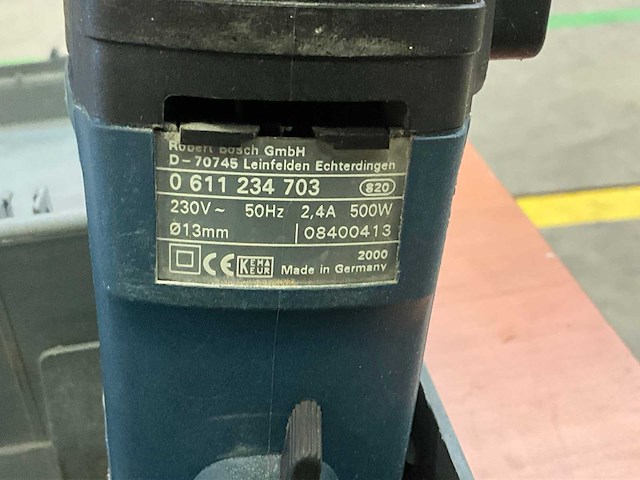 Robert Bosch GmbH
D-70745 Leinfelden Echterdingen
0 611 234 703 820
230V~ 50Hz 2,4A 500W
Ø13mm 08400413
2000
CE KEMA KEUR Made in Germany